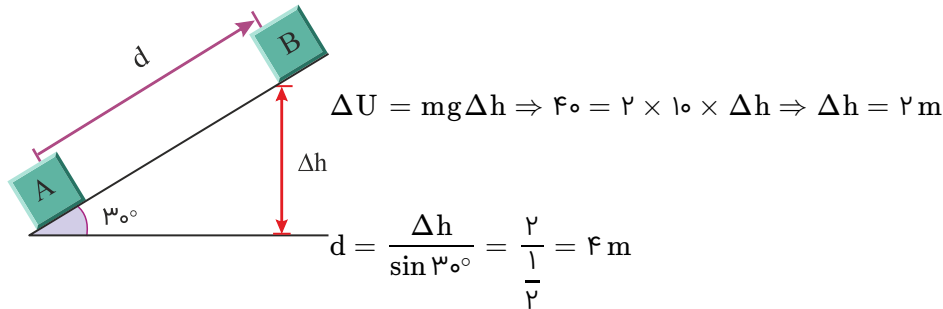 d
B
ΔU = mgΔh ⇒ ۴۰ = ۲ × ۱۰ × Δh ⇒ Δh = ۲ m
Δh
A
۳۰°
d = Δh / sin ۳۰° = ۲ / (۱/۲) = ۴ m